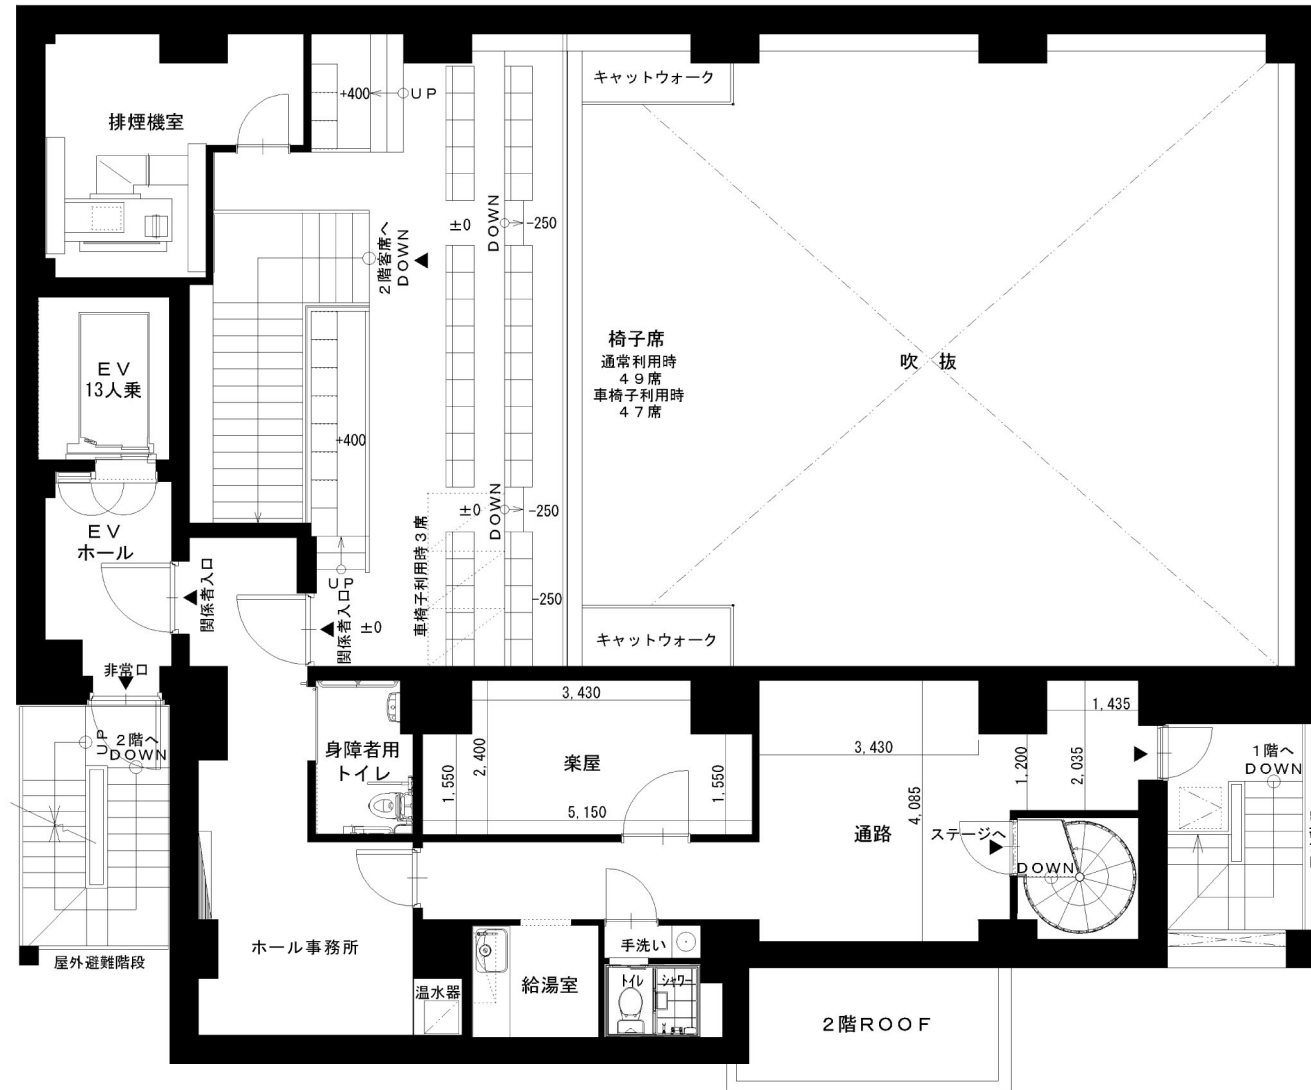 キャットウォーク
+400
UP
排煙機室
±0
DOWN
-250
2階客席へ
DOWN
椅子席
通常利用時
49席
車椅子利用時
47席
吹 抜
EV
13人乗
+400
±0
DOWN
-250
EV
ホール
車椅子利用時3席
UP
関係者入口
関係者入口
±0
-250
キャットウォーク
非常口
UP
2階へ
DOWN
身障者用
トイレ
3,430
1,550
2,400
楽屋
1,550
5,150
3,430
4,085
通路
1,435
1,200
2,035
1階へ
DOWN
ステージへ
DOWN
ホール事務所
屋外避難階段
温水器
給湯室
手洗い
トイレ
シャワー
2階ROOF